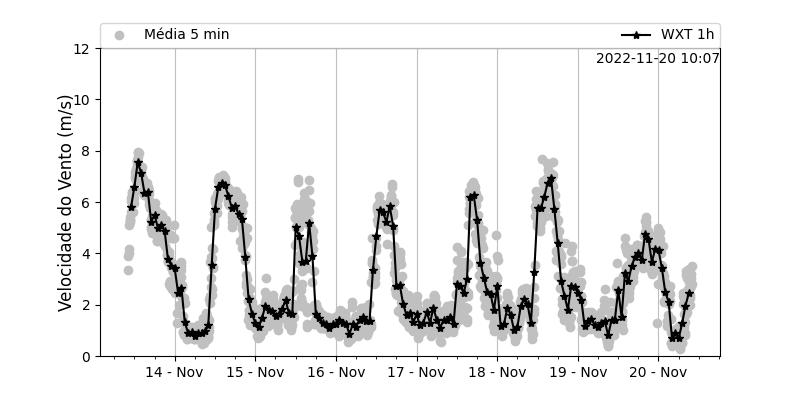 Média 5 min
WXT 1h
2022-11-20 10:07
Velocidade do Vento (m/s)
12
10
8
6
4
2
0
14 - Nov
15 - Nov
16 - Nov
17 - Nov
18 - Nov
19 - Nov
20 - Nov